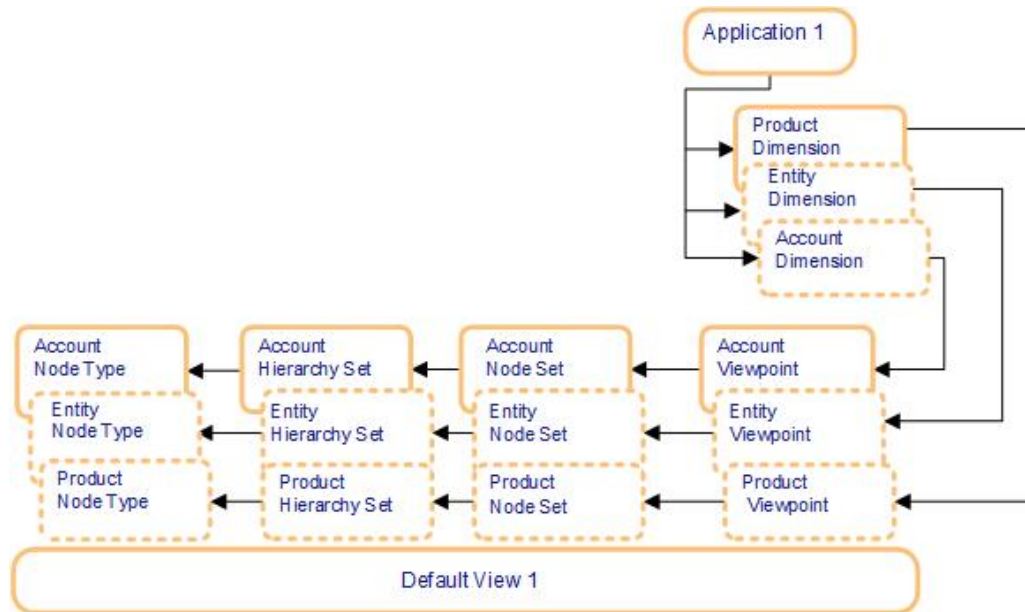 Application 1
Product
Dimension
Entity
Dimension
Account
Dimension
Account
Node Type
Account
Hierarchy Set
Account
Node Set
Account
Viewpoint
Entity
Node Type
Entity
Hierarchy Set
Entity
Node Set
Entity
Viewpoint
Product
Node Type
Product
Hierarchy Set
Product
Node Set
Product
Viewpoint
Default View 1